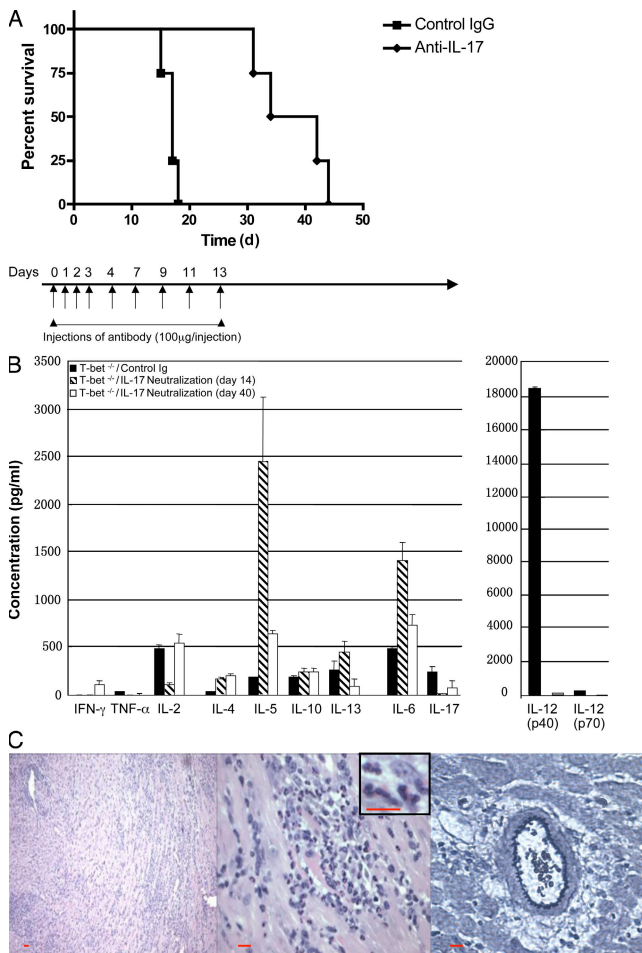 A
Control IgG
Anti-IL-17
Percent survival
100
75
50
25
0
0 10 20 30 40 50
Time (d)
Days 0 1 2 3 4 7 9 11 13
Injections of antibody (100μg/injection)
B
T-bet -/-/Control Ig
T-bet -/-/IL-17 Neutralization (day 14)
T-bet -/-/IL-17 Neutralization (day 40)
Concentration (pg/ml)
3500
3000
2500
2000
1500
1000
500
0
IFN-γ TNF-α IL-2 IL-4 IL-5 IL-10 IL-13 IL-6 IL-17
20000
18000
16000
14000
12000
10000
8000
6000
4000
2000
0
IL-12 (p40)
IL-12 (p70)
C